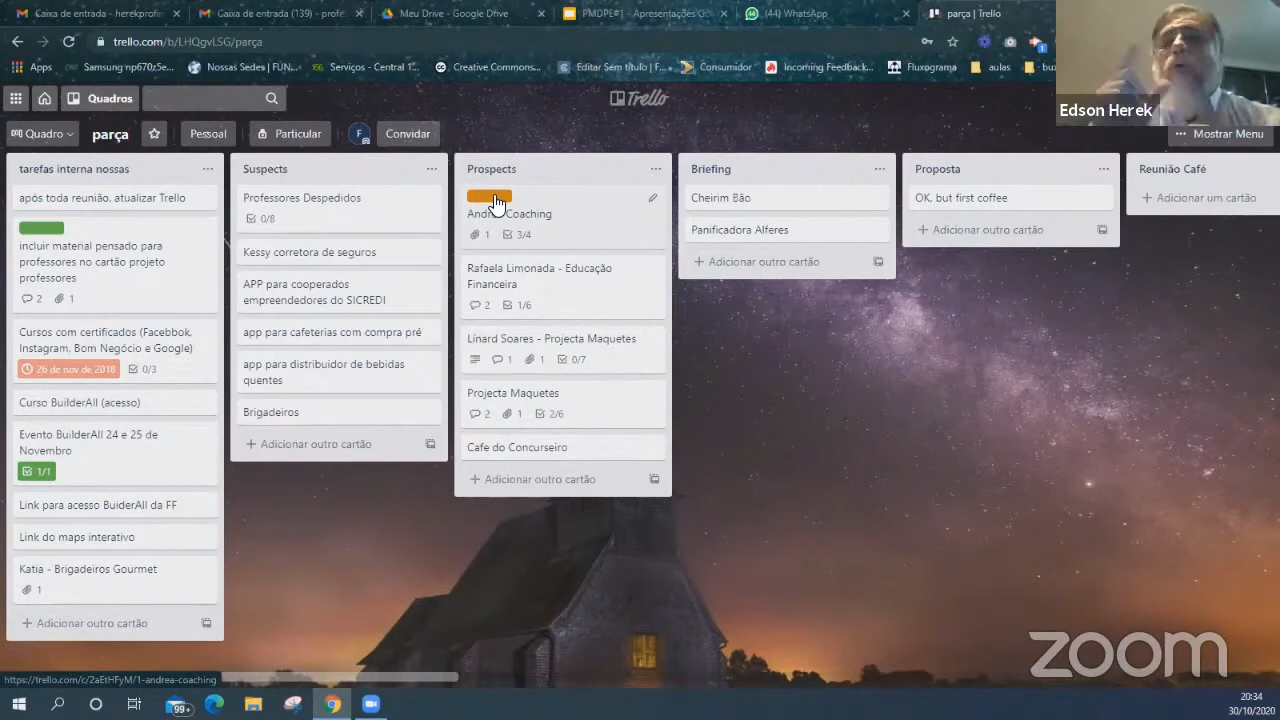 Caixa de entrada - herekprofi
Caixa de entrada (139) - profe
Meu Drive - Google Drive
PMDPE#1 - Apresentações Go
(44) WhatsApp
parça | Trello
trello.com/b/LHQgvLSG/parça
Apps
Samsung np670z5e...
Nossas Sedes | FUN...
Serviços - Central 1...
Creative Commons...
Editar Sem título | F...
Consumidor
Incoming Feedback...
Fluxograma
aulas
Edson Herek
Quadros
Trello
Quadro
parça
Pessoal
Particular
F
Convidar
Mostrar Menu
tarefas interna nossas
após toda reunião. atualizar Trello
incluir material pensado para
professores no cartão projeto
professores
2 1
Cursos com certificados (Facebbok,
Instagram, Bom Negócio e Google)
26 de nov de 2018 0/3
Curso BuilderAll (acesso)
Evento BuilderAll 24 e 25 de
Novembro
1/1
Link para acesso BuiderAll da FF
Link do maps interativo
Katia - Brigadeiros Gourmet
1
+ Adicionar outro cartão
Suspects
Professores Despedidos
0/8
Kessy corretora de seguros
APP para cooperados
empreendedores do SICREDI
app para cafeterias com compra pré
app para distribuidor de bebidas
quentes
Brigadeiros
+ Adicionar outro cartão
Prospects
Coaching
1 3/4
Rafaela Limonada - Educação
Financeira
2 1/6
Línard Soares - Projecta Maquetes
1 1 0/7
Projecta Maquetes
2 1 2/6
Cafe do Concurseiro
+ Adicionar outro cartão
Briefing
Cheirim Bão
Panificadora Alferes
+ Adicionar outro cartão
Proposta
OK. but first coffee
+ Adicionar outro cartão
Reunião Café
+ Adicionar um cartão
zoom
https://trello.com/c/2aEtHFyM/1-andrea-coaching
99+
20:34
30/10/2020